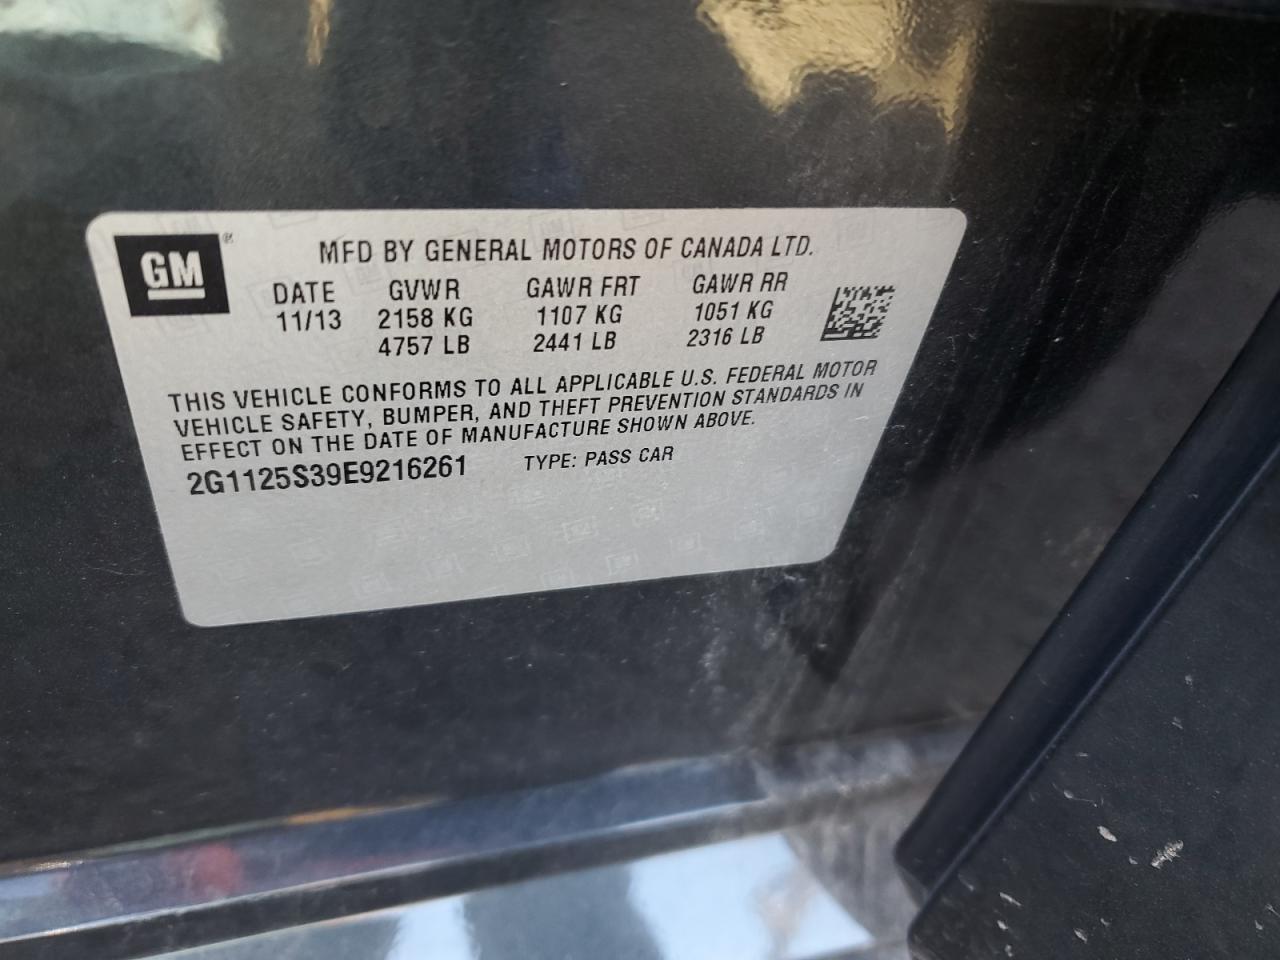 GM ®
MFD BY GENERAL MOTORS OF CANADA LTD.
DATE GVWR GAWR FRT GAWR RR
11/13 2158 KG 1107 KG 1051 KG
4757 LB 2441 LB 2316 LB
THIS VEHICLE CONFORMS TO ALL APPLICABLE U.S. FEDERAL MOTOR
VEHICLE SAFETY, BUMPER, AND THEFT PREVENTION STANDARDS IN
EFFECT ON THE DATE OF MANUFACTURE SHOWN ABOVE.
2G1125S39E9216261 TYPE: PASS CAR